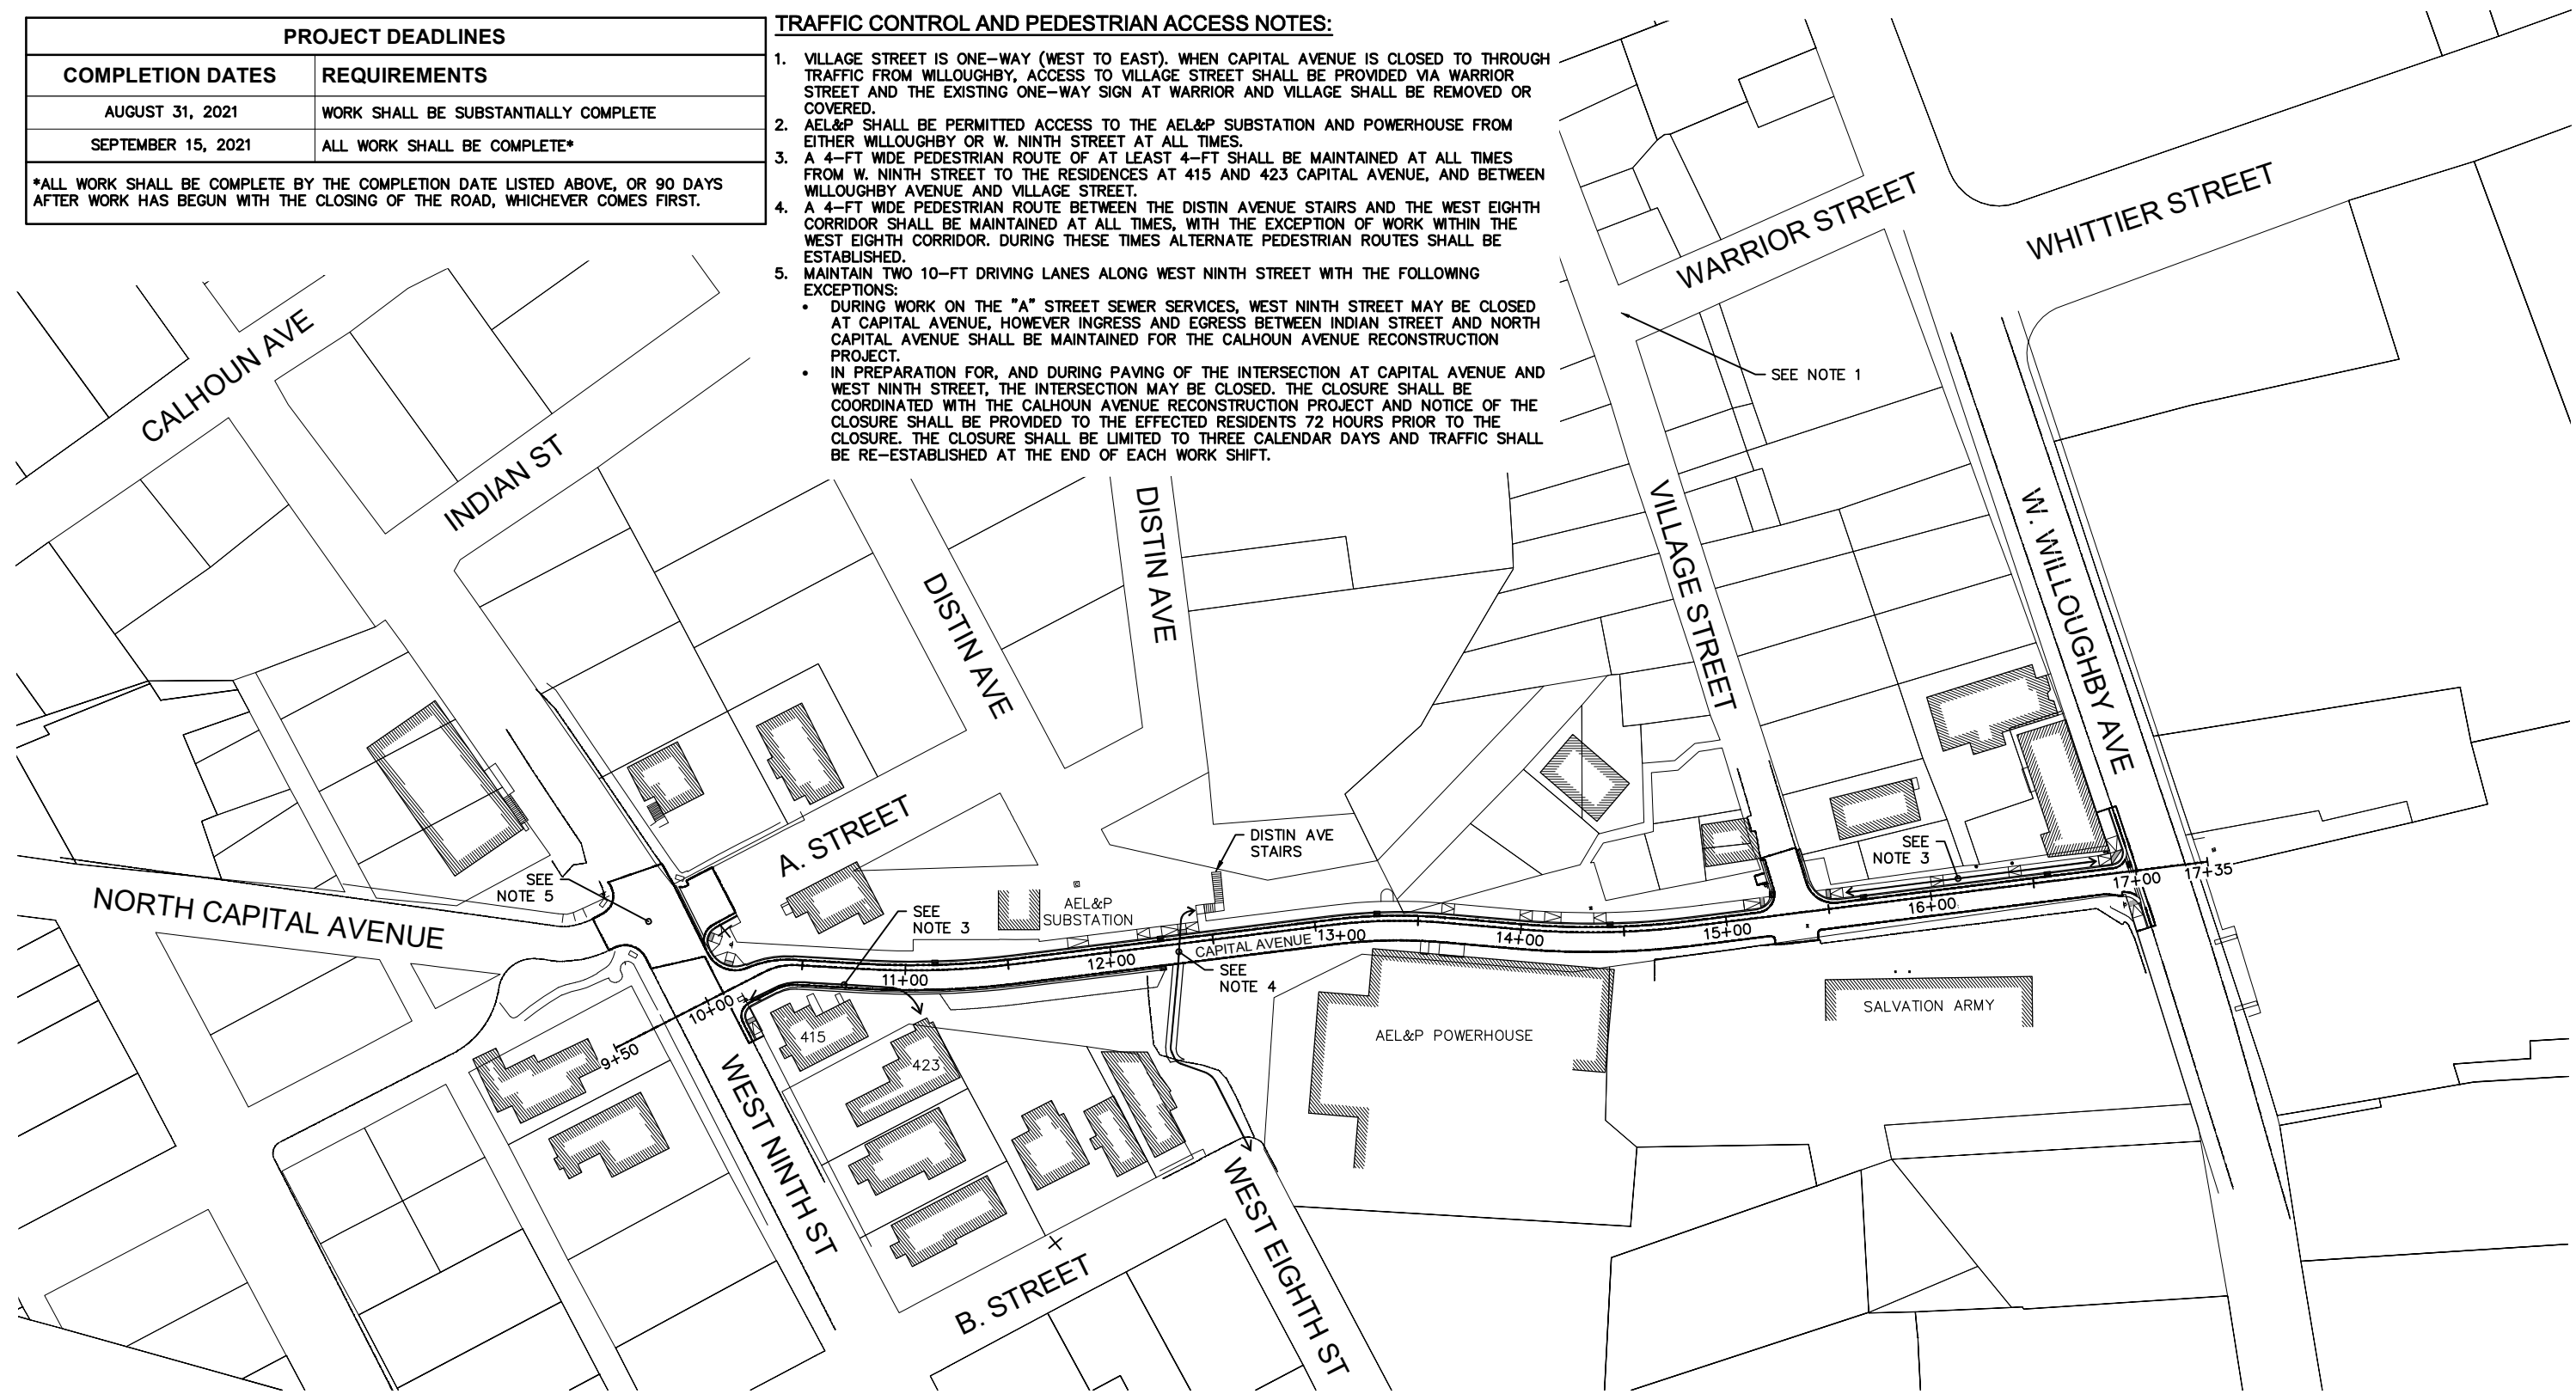 PROJECT DEADLINES
COMPLETION DATES
REQUIREMENTS
AUGUST 31, 2021
WORK SHALL BE SUBSTANTIALLY COMPLETE
SEPTEMBER 15, 2021
ALL WORK SHALL BE COMPLETE*
*ALL WORK SHALL BE COMPLETE BY THE COMPLETION DATE LISTED ABOVE, OR 90 DAYS
AFTER WORK HAS BEGUN WITH THE CLOSING OF THE ROAD, WHICHEVER COMES FIRST.
TRAFFIC CONTROL AND PEDESTRIAN ACCESS NOTES:
1. VILLAGE STREET IS ONE-WAY (WEST TO EAST). WHEN CAPITAL AVENUE IS CLOSED TO THROUGH
TRAFFIC FROM WILLOUGHBY, ACCESS TO VILLAGE STREET SHALL BE PROVIDED VIA WARRIOR
STREET AND THE EXISTING ONE-WAY SIGN AT WARRIOR AND VILLAGE SHALL BE REMOVED OR
COVERED.
2. AEL&P SHALL BE PERMITTED ACCESS TO THE AEL&P SUBSTATION AND POWERHOUSE FROM
EITHER WILLOUGHBY OR W. NINTH STREET AT ALL TIMES.
3. A 4-FT WIDE PEDESTRIAN ROUTE OF AT LEAST 4-FT SHALL BE MAINTAINED AT ALL TIMES
FROM W. NINTH STREET TO THE RESIDENCES AT 415 AND 423 CAPITAL AVENUE, AND BETWEEN
WILLOUGHBY AVENUE AND VILLAGE STREET.
4. A 4-FT WIDE PEDESTRIAN ROUTE BETWEEN THE DISTIN AVENUE STAIRS AND THE WEST EIGHTH
CORRIDOR SHALL BE MAINTAINED AT ALL TIMES, WITH THE EXCEPTION OF WORK WITHIN THE
WEST EIGHTH CORRIDOR. DURING THESE TIMES ALTERNATE PEDESTRIAN ROUTES SHALL BE
ESTABLISHED.
5. MAINTAIN TWO 10-FT DRIVING LANES ALONG WEST NINTH STREET WITH THE FOLLOWING
EXCEPTIONS:
• DURING WORK ON THE "A" STREET SEWER SERVICES, WEST NINTH STREET MAY BE CLOSED
AT CAPITAL AVENUE, HOWEVER INGRESS AND EGRESS BETWEEN INDIAN STREET AND NORTH
CAPITAL AVENUE SHALL BE MAINTAINED FOR THE CALHOUN AVENUE RECONSTRUCTION
PROJECT.
• IN PREPARATION FOR, AND DURING PAVING OF THE INTERSECTION AT CAPITAL AVENUE AND
WEST NINTH STREET, THE INTERSECTION MAY BE CLOSED. THE CLOSURE SHALL BE
COORDINATED WITH THE CALHOUN AVENUE RECONSTRUCTION PROJECT AND NOTICE OF THE
CLOSURE SHALL BE PROVIDED TO THE EFFECTED RESIDENTS 72 HOURS PRIOR TO THE
CLOSURE. THE CLOSURE SHALL BE LIMITED TO THREE CALENDAR DAYS AND TRAFFIC SHALL
BE RE-ESTABLISHED AT THE END OF EACH WORK SHIFT.
CALHOUN AVE
INDIAN ST
DISTIN AVE
DISTIN AVE
WARRIOR STREET
WHITTIER STREET
SEE NOTE 1
VILLAGE STREET
W. WILLOUGHBY AVE
A. STREET
DISTIN AVE
STAIRS
SEE
NOTE 3
SEE
NOTE 5
NORTH CAPITAL AVENUE
SEE
NOTE 3
AEL&P
SUBSTATION
SEE
NOTE 4
CAPITAL AVENUE
9+50
10+00
11+00
12+00
13+00
14+00
15+00
16+00
17+00
17+35
415
423
AEL&P POWERHOUSE
SALVATION ARMY
WEST NINTH ST
B. STREET
WEST EIGHTH ST